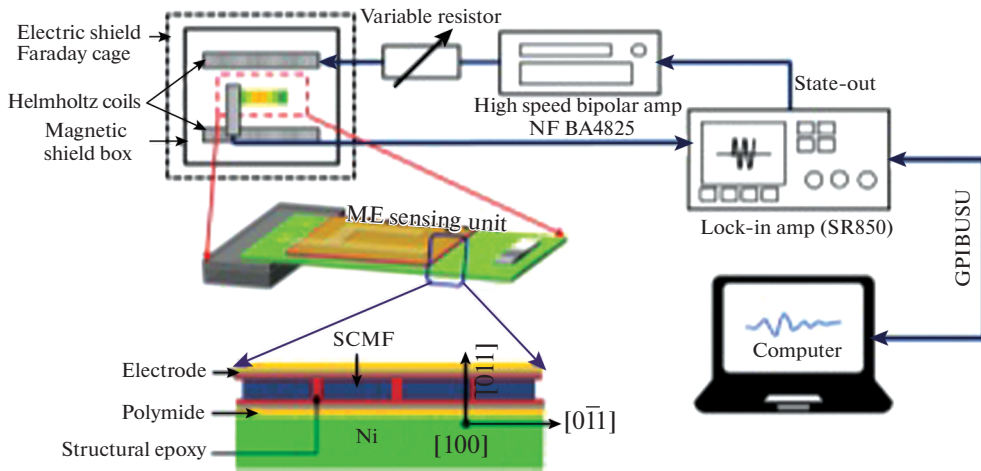 Electric shield
Faraday cage
Variable resistor
State-out
Helmholtz coils
High speed bipolar amp
NF BA4825
Magnetic
shield box
ME sensing unit
Lock-in amp (SR850)
GPIBUSU
SCMF
Computer
Electrode
[011]
Polymide
[01̅1̅]
Ni
[100]
Structural epoxy